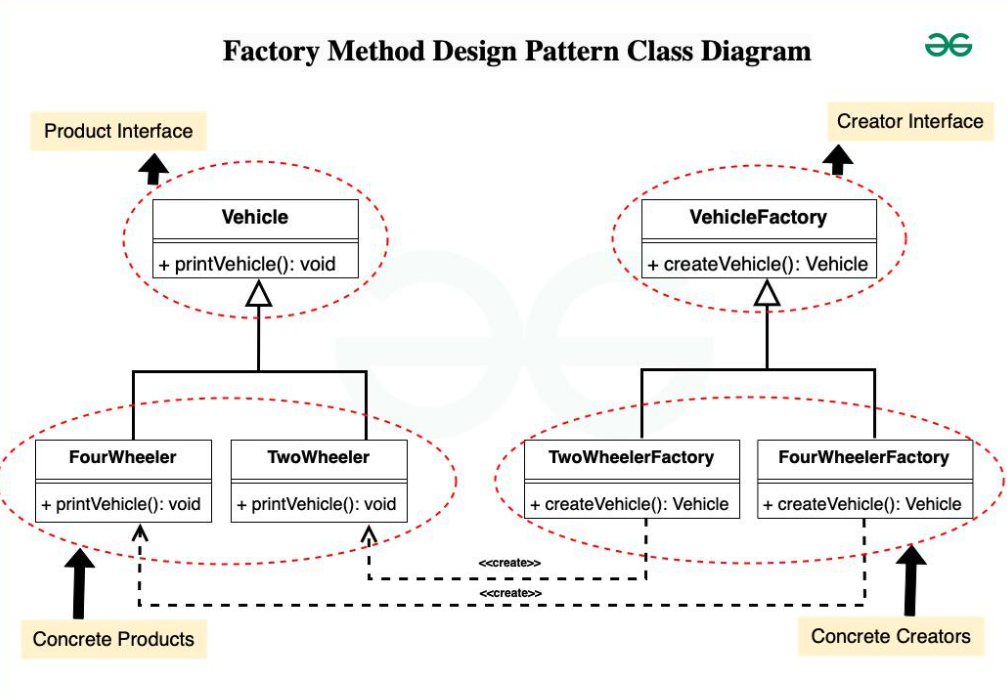 Factory Method Design Pattern Class Diagram
Product Interface
Creator Interface
Vehicle
+ printVehicle(): void
VehicleFactory
+ createVehicle(): Vehicle
FourWheeler
+ printVehicle(): void
TwoWheeler
+ printVehicle(): void
TwoWheelerFactory
+ createVehicle(): Vehicle
FourWheelerFactory
+ createVehicle(): Vehicle
<<create>>
<<create>>
Concrete Products
Concrete Creators